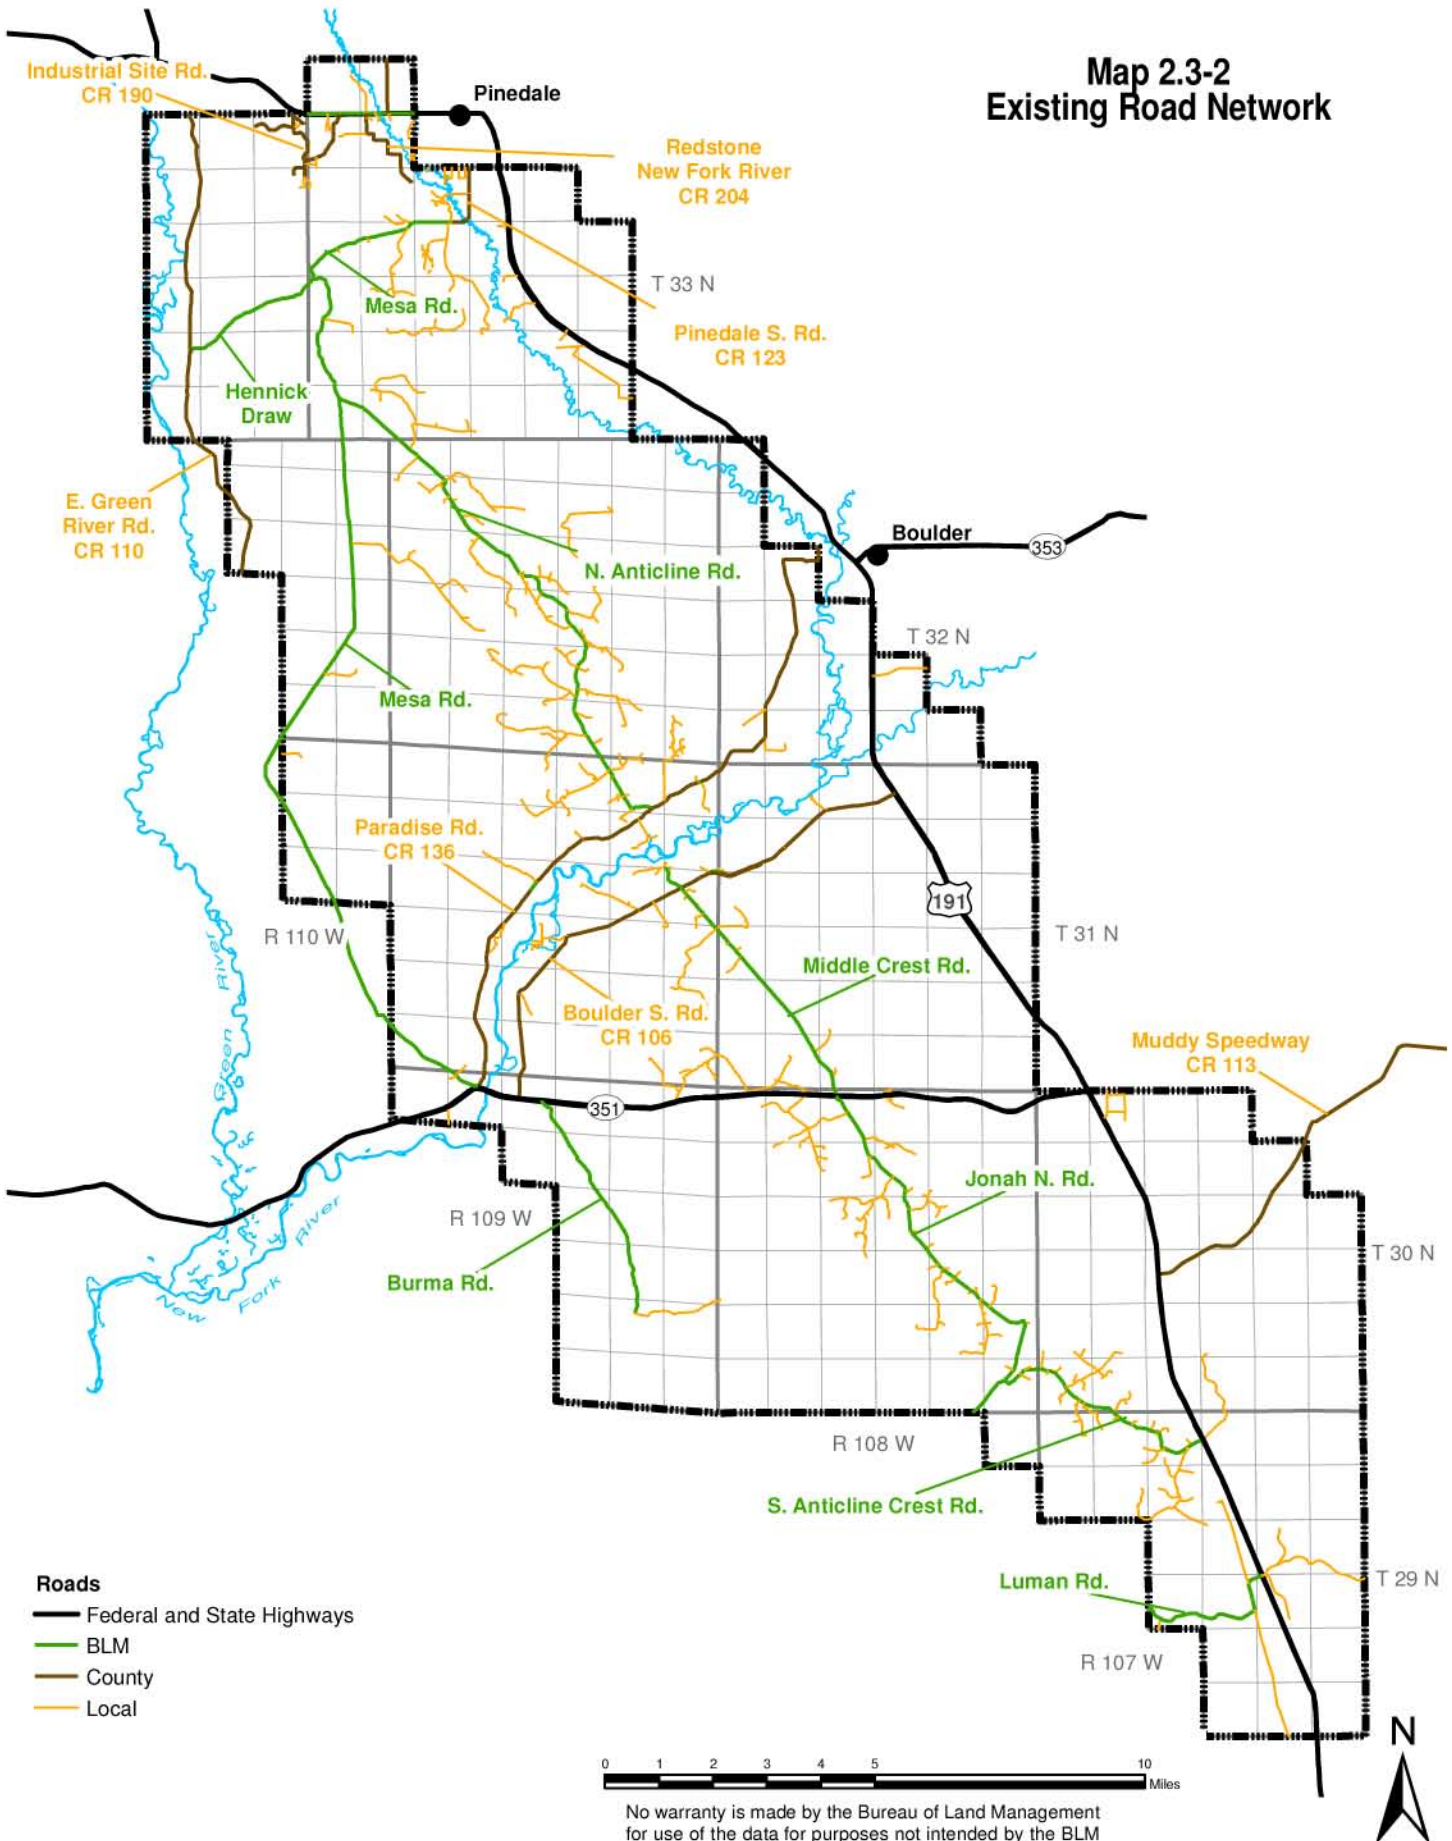 Map 2.3-2
Existing Road Network
Industrial Site Rd.
CR 190
Pinedale
Redstone
New Fork River
CR 204
T 33 N
Mesa Rd.
Pinedale S. Rd.
CR 123
Hennick
Draw
E. Green
River Rd.
CR 110
Boulder
353
N. Anticline Rd.
T 32 N
Mesa Rd.
Paradise Rd.
CR 136
191
R 110 W
T 31 N
Green River
Middle Crest Rd.
Boulder S. Rd.
CR 106
Muddy Speedway
CR 113
351
Jonah N. Rd.
R 109 W
T 30 N
Burma Rd.
New Fork River
R 108 W
S. Anticline Crest Rd.
Luman Rd.
T 29 N
R 107 W
Roads
Federal and State Highways
BLM
County
Local
N
0 1 2 3 4 5 10
Miles
No warranty is made by the Bureau of Land Management
for use of the data for purposes not intended by the BLM